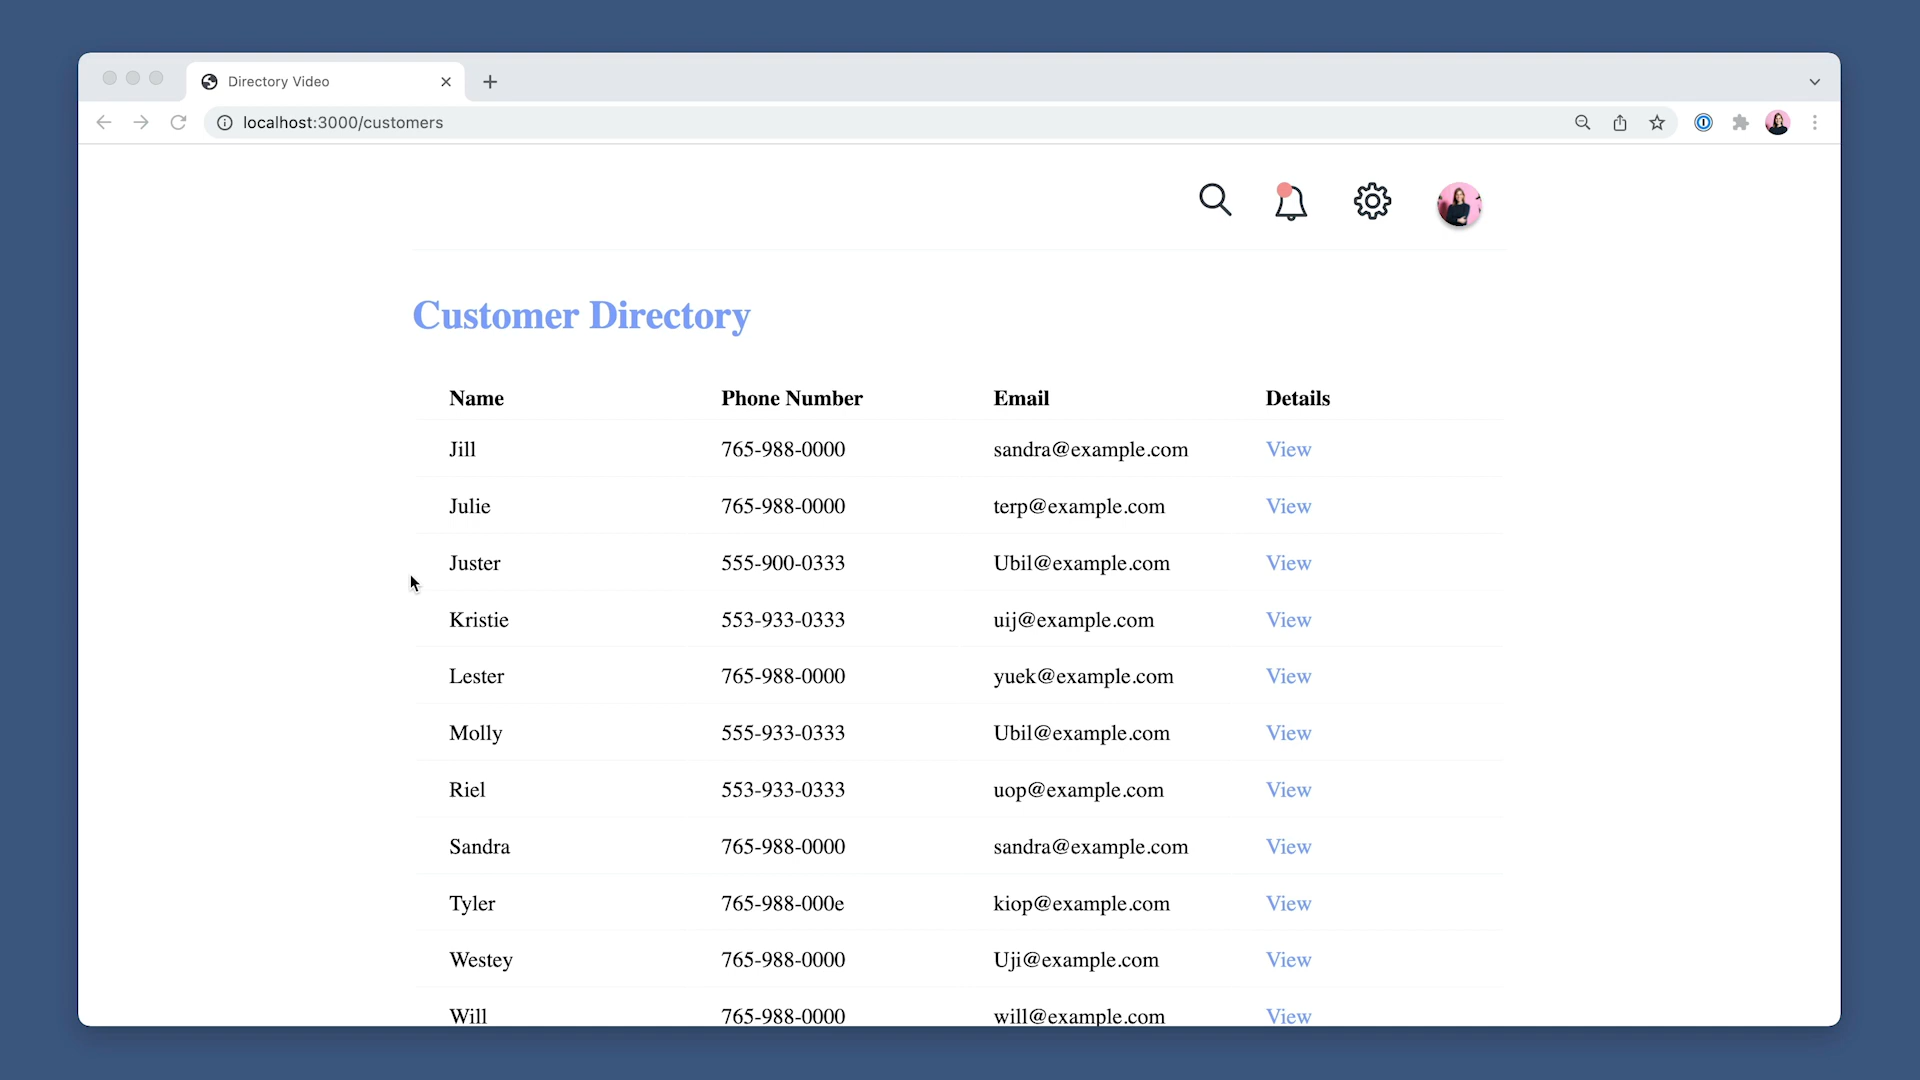 Directory Video
localhost:3000/customers
Customer Directory
Name Phone Number Email Details
Jill 765-988-0000 sandra@example.com View
Julie 765-988-0000 terp@example.com View
Juster 555-900-0333 Ubil@example.com View
Kristie 553-933-0333 uij@example.com View
Lester 765-988-0000 yuek@example.com View
Molly 555-933-0333 Ubil@example.com View
Riel 553-933-0333 uop@example.com View
Sandra 765-988-0000 sandra@example.com View
Tyler 765-988-000e kiop@example.com View
Westey 765-988-0000 Uji@example.com View
Will 765-988-0000 will@example.com View